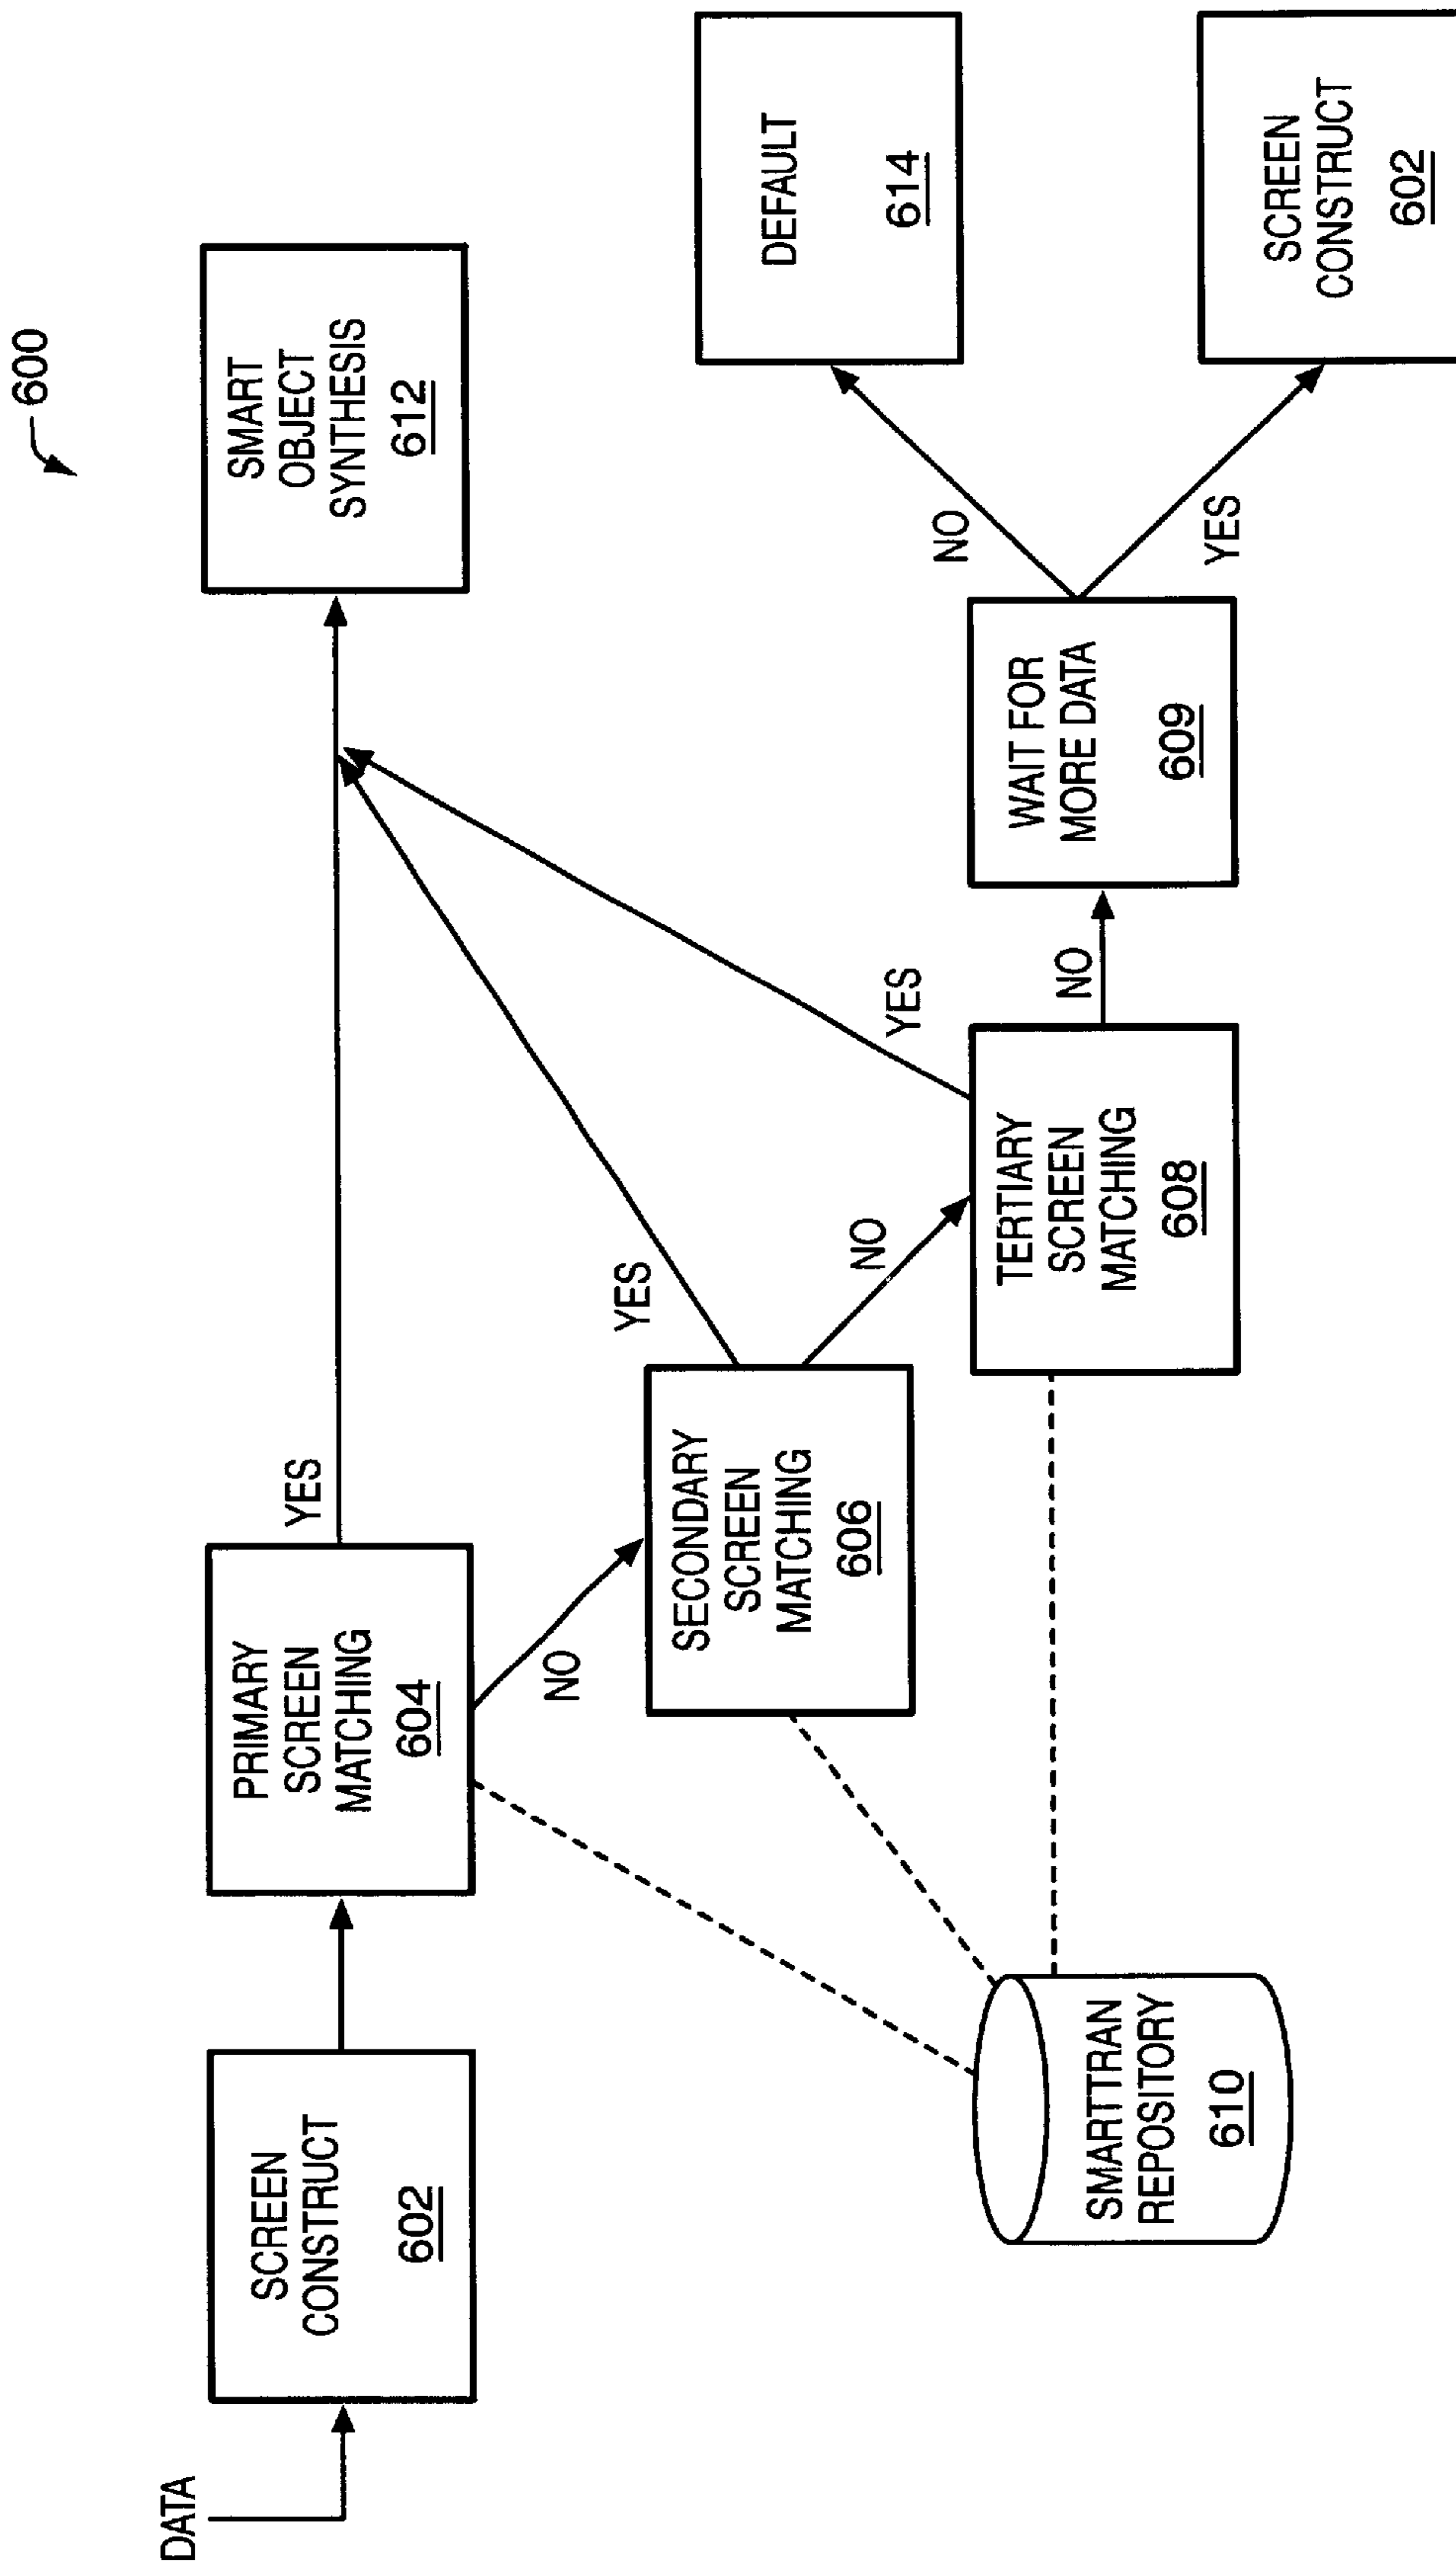 600
DATA
SCREEN
CONSTRUCT
602
PRIMARY
SCREEN
MATCHING
604
YES
NO
SMART
OBJECT
SYNTHESIS
612
SECONDARY
SCREEN
MATCHING
606
YES
NO
TERTIARY
SCREEN
MATCHING
608
YES
NO
WAIT FOR
MORE DATA
609
NO
YES
DEFAULT
614
SCREEN
CONSTRUCT
602
SMARTTRAN
REPOSITORY
610